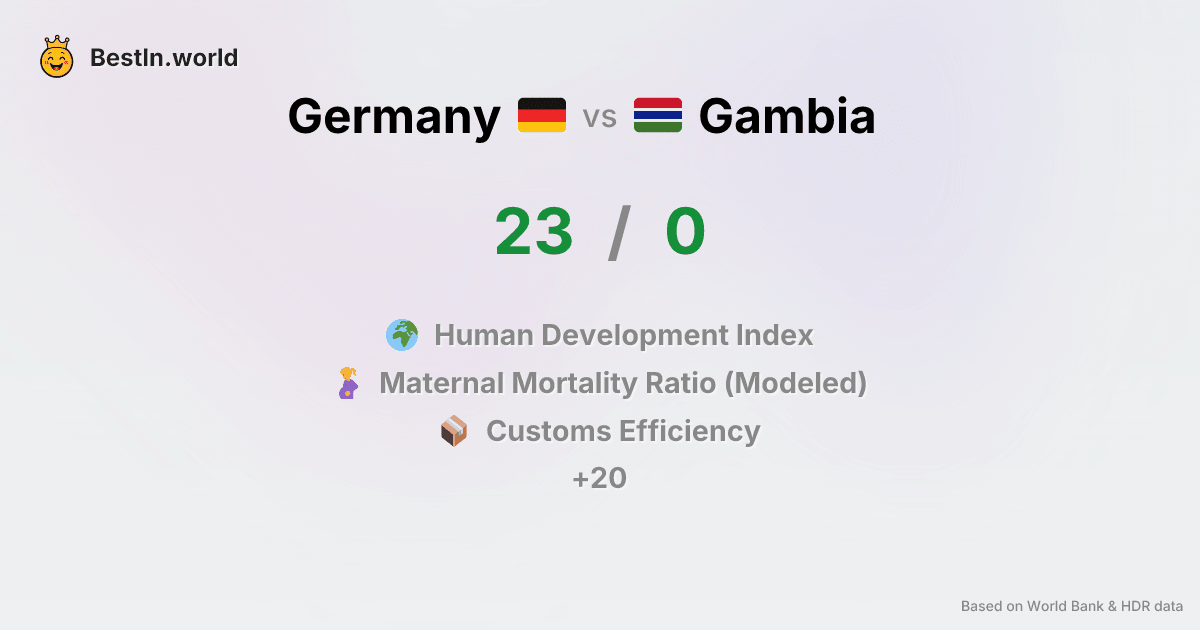 BestIn.world
Germany vs Gambia
23 / 0
Human Development Index
Maternal Mortality Ratio (Modeled)
Customs Efficiency
+20
Based on World Bank & HDR data